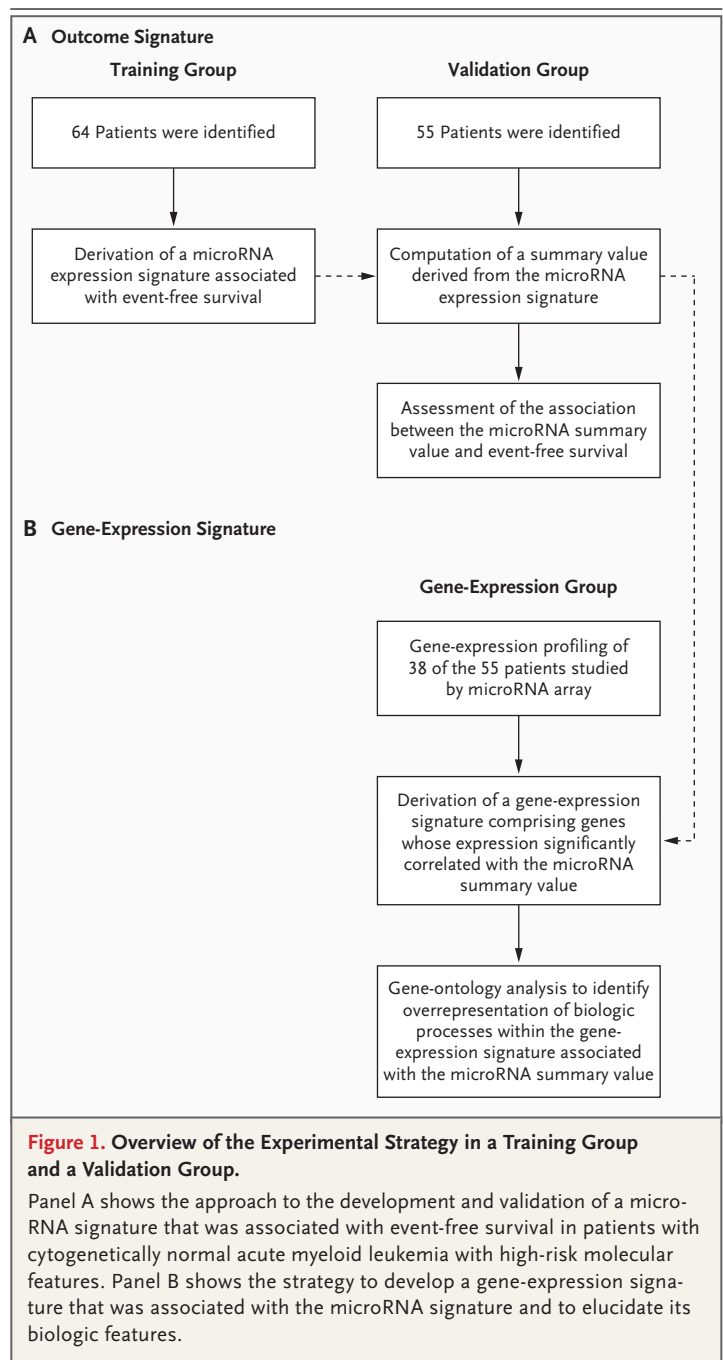 A Outcome Signature
Training Group
Validation Group
64 Patients were identified
55 Patients were identified
Derivation of a microRNA
expression signature associated
with event-free survival
Computation of a summary value
derived from the microRNA
expression signature
Assessment of the association
between the microRNA summary
value and event-free survival
B Gene-Expression Signature
Gene-Expression Group
Gene-expression profiling of
38 of the 55 patients studied
by microRNA array
Derivation of a gene-expression
signature comprising genes
whose expression significantly
correlated with the microRNA
summary value
Gene-ontology analysis to identify
overrepresentation of biologic
processes within the gene-
expression signature associated
with the microRNA summary value
Figure 1. Overview of the Experimental Strategy in a Training Group
and a Validation Group.
Panel A shows the approach to the development and validation of a micro-
RNA signature that was associated with event-free survival in patients with
cytogenetically normal acute myeloid leukemia with high-risk molecular
features. Panel B shows the strategy to develop a gene-expression signa-
ture that was associated with the microRNA signature and to elucidate its
biologic features.